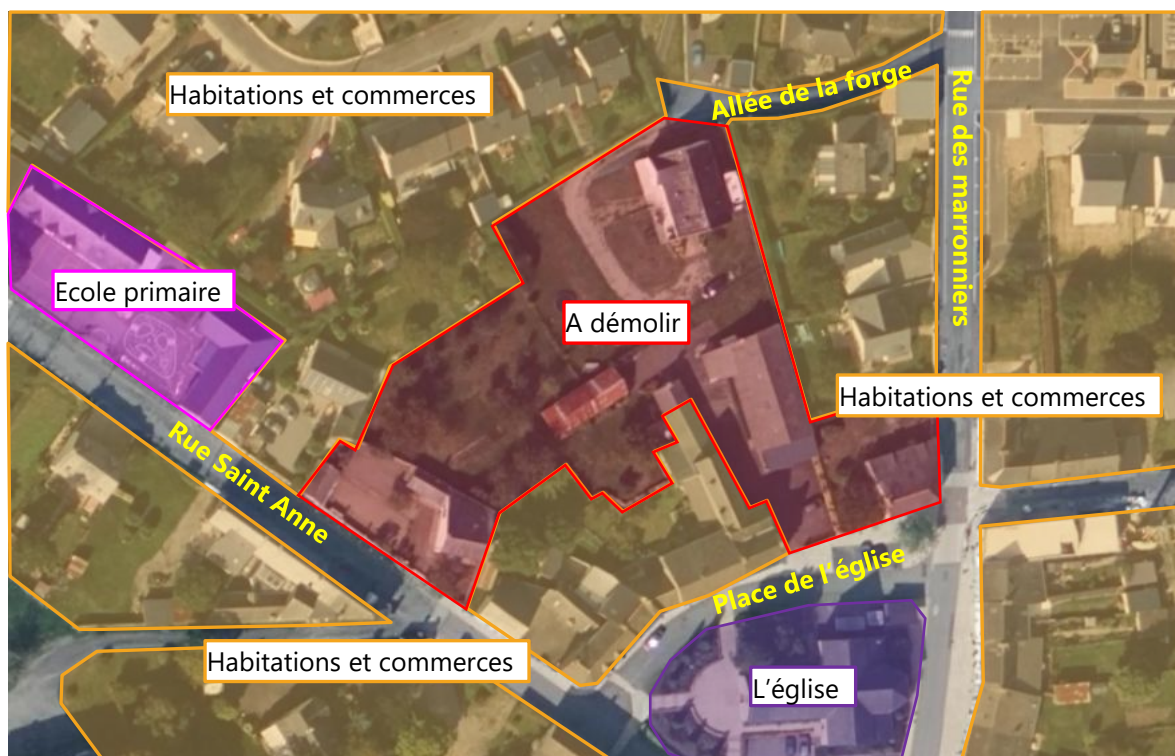 Habitations et commerces
Allée de la forge
Rue des marronniers
Ecole primaire
A démolir
Habitations et commerces
Rue Saint Anne
Place de l'église
Habitations et commerces
L'église